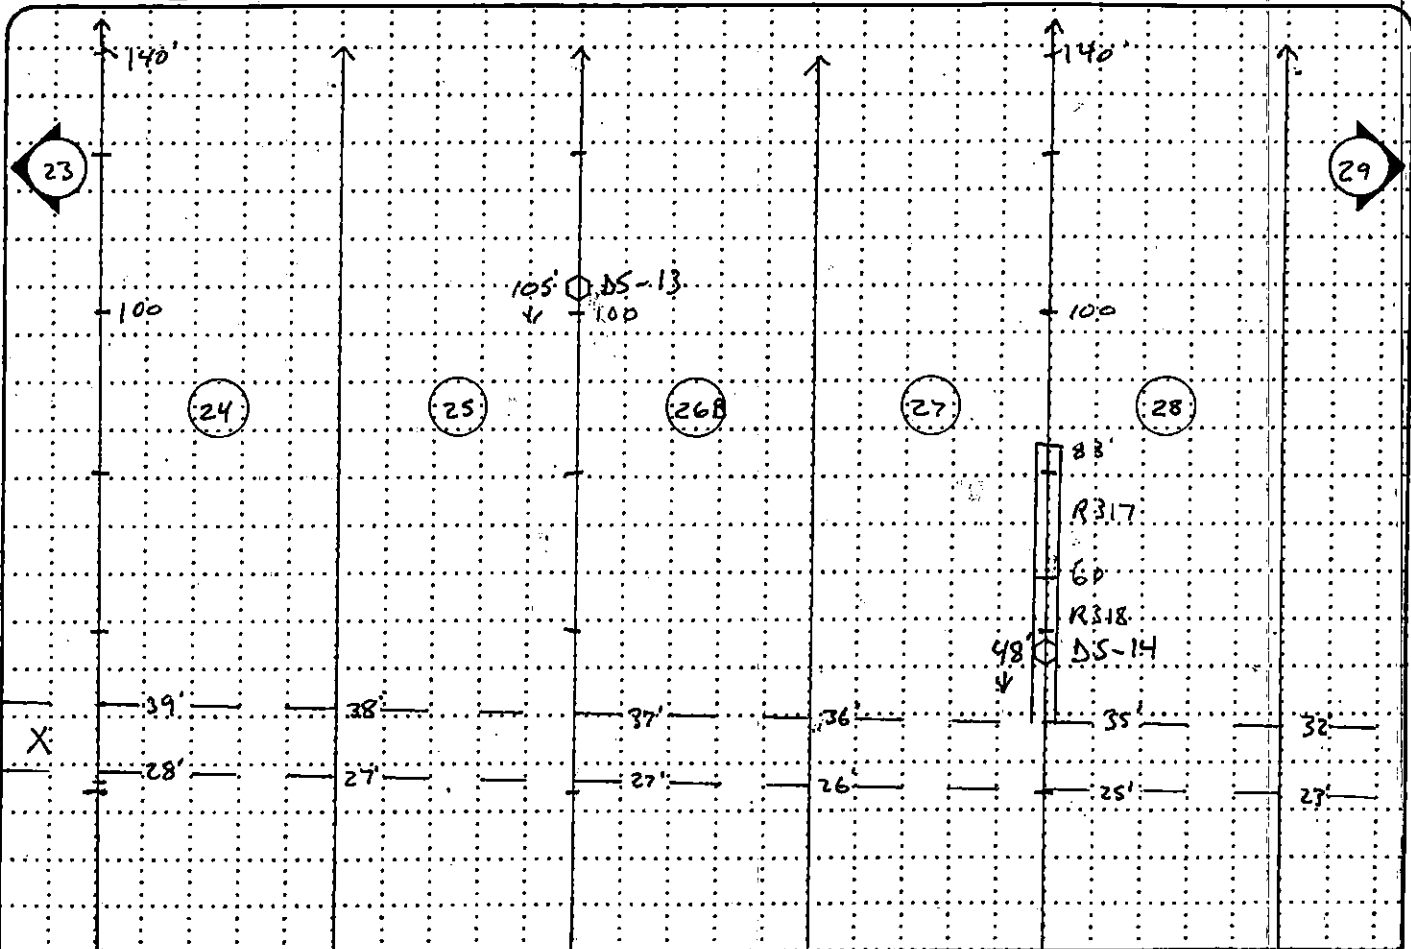 140' 140'
23 29
105' DS-13
100 100 100
24 25 26B 27 28
83'
R317
60
R318
48' DS-14
39' 38' 37' 36' 35' 32'
X
28' 27' 27' 26' 25' 23'